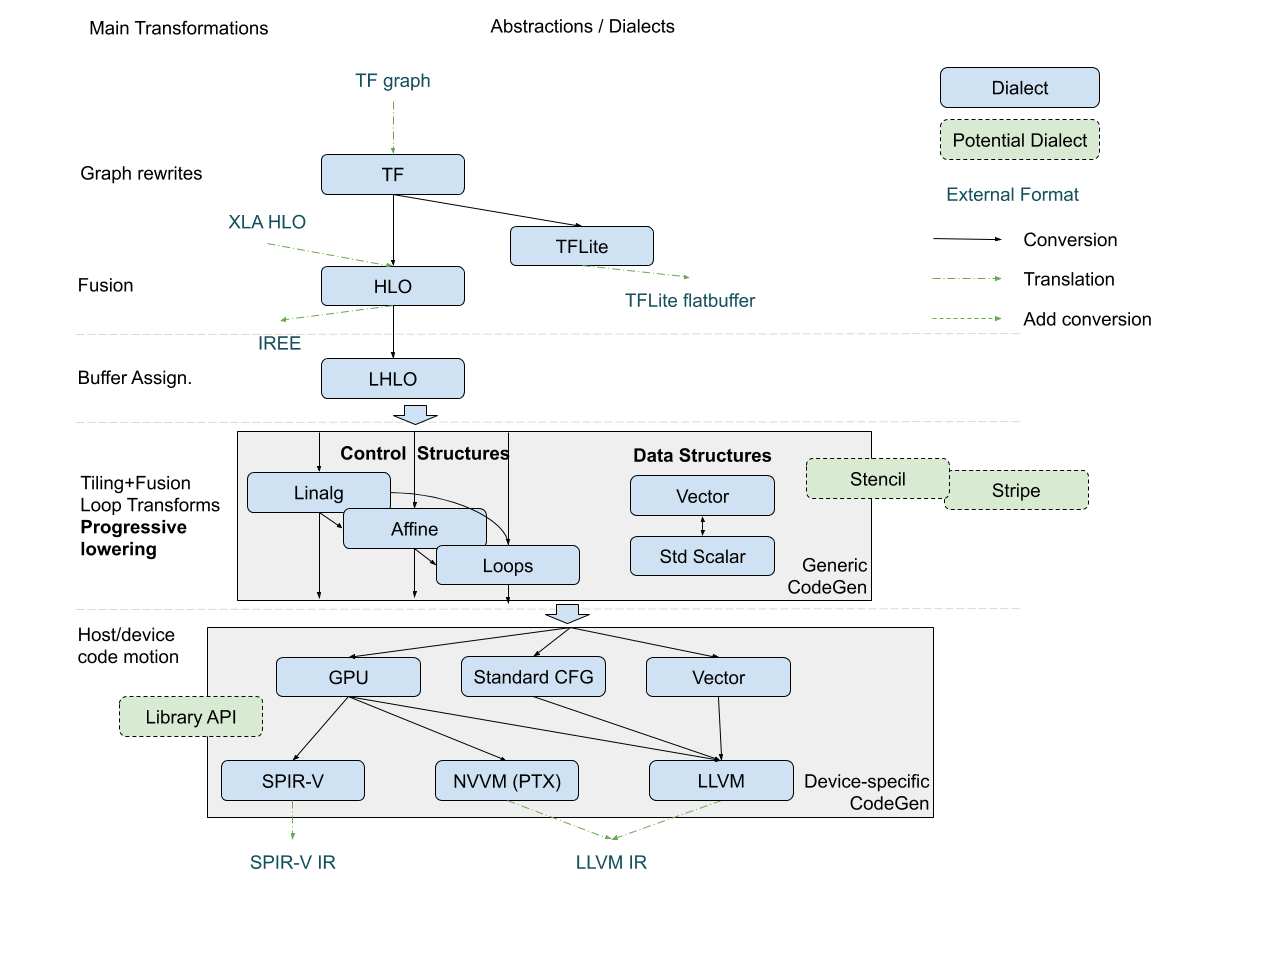 Main Transformations
Abstractions / Dialects
TF graph
Dialect
Potential Dialect
External Format
Conversion
Translation
Add conversion
Graph rewrites
TF
XLA HLO
TFLite
Fusion
HLO
TFLite flatbuffer
IREE
Buffer Assign.
LHLO
Control Structures
Data Structures
Tiling+Fusion
Loop Transforms
Progressive
lowering
Linalg
Affine
Loops
Vector
Std Scalar
Stencil
Stripe
Generic
CodeGen
Host/device
code motion
GPU
Standard CFG
Vector
Library API
SPIR-V
NVVM (PTX)
LLVM
Device-specific
CodeGen
SPIR-V IR
LLVM IR